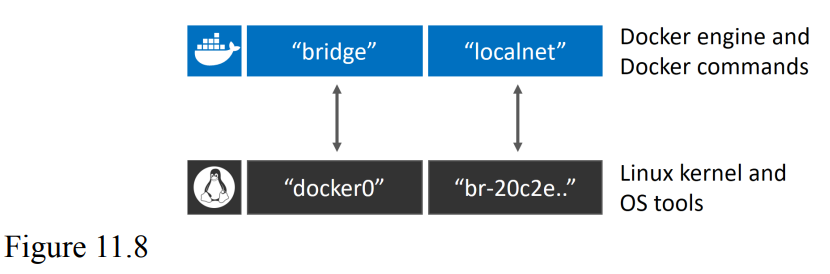 “bridge”
“localnet”
Docker engine and
Docker commands
“docker0”
“br-20c2e..”
Linux kernel and
OS tools
Figure 11.8